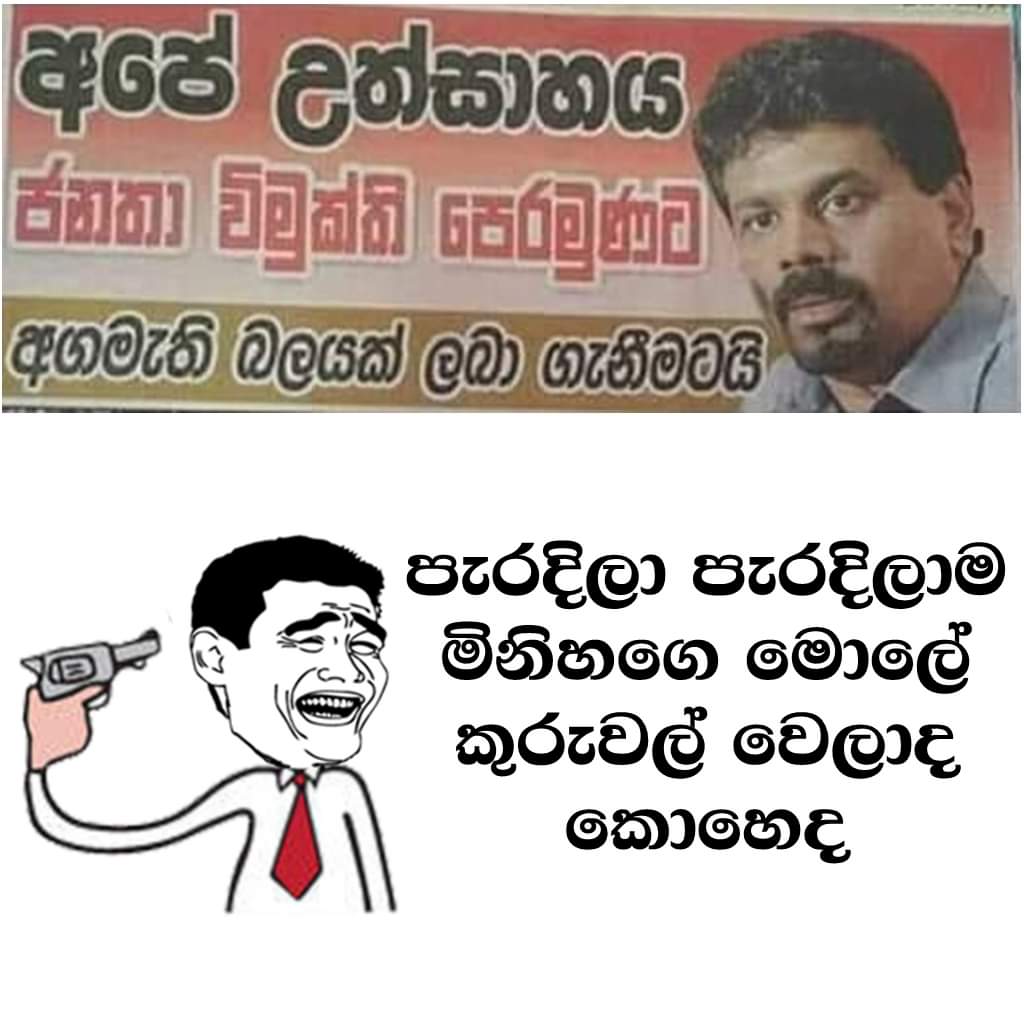 අපේ උත්සාහය
ජනතා විමුක්ති පෙරමුණට
අගමැති බලයක් ලබා ගැනීමටයි
පැරදිලා පැරදිලාම
මිනිහගෙ මොලේ
කුරුවල් වෙලාද
කොහෙද